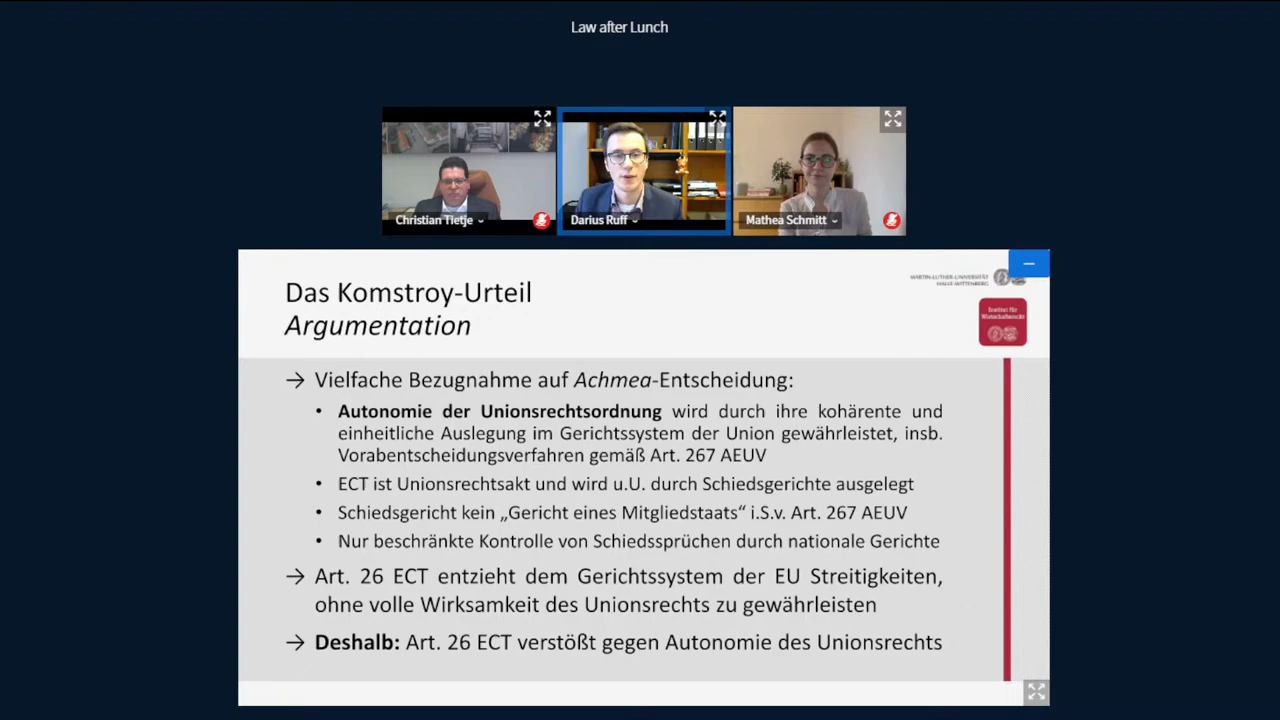 Law after Lunch
Christian Tietje
Darius Ruff
Mathea Schmitt
Das Komstroy-Urteil
Argumentation
MARTIN-LUTHER-UNIVERSITÄT
HALLE-WITTENBERG
Institut für
Wirtschaftsrecht
→ Vielfache Bezugnahme auf Achmea-Entscheidung:
• Autonomie der Unionsrechtsordnung wird durch ihre kohärente und
einheitliche Auslegung im Gerichtssystem der Union gewährleistet, insb.
Vorabentscheidungsverfahren gemäß Art. 267 AEUV
• ECT ist Unionsrechtsakt und wird u.U. durch Schiedsgerichte ausgelegt
• Schiedsgericht kein „Gericht eines Mitgliedstaats“ i.S.v. Art. 267 AEUV
• Nur beschränkte Kontrolle von Schiedssprüchen durch nationale Gerichte
→ Art. 26 ECT entzieht dem Gerichtssystem der EU Streitigkeiten,
ohne volle Wirksamkeit des Unionsrechts zu gewährleisten
→ Deshalb: Art. 26 ECT verstößt gegen Autonomie des Unionsrechts